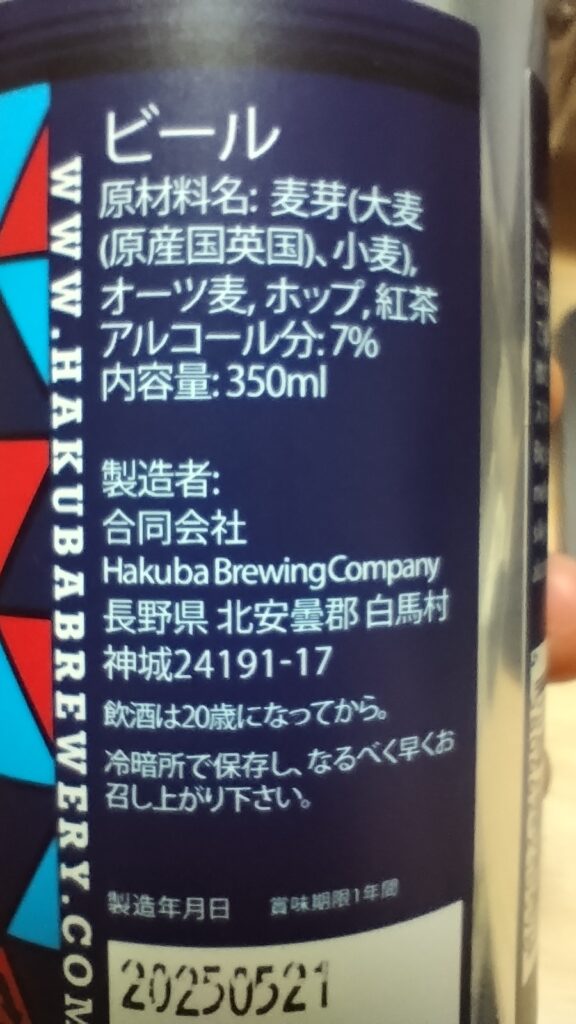 ビール
原材料名: 麦芽(大麦
(原産国英国)、小麦),
オーツ麦, ホップ, 紅茶
アルコール分: 7%
内容量: 350ml
製造者:
合同会社
Hakuba Brewing Company
長野県 北安曇郡 白馬村
神城24191-17
飲酒は20歳になってから。
冷暗所で保存し、なるべく早くお
召し上がり下さい。
製造年月日 賞味期限1年間
20250521
WWW.HAKUBABREWERY.COM